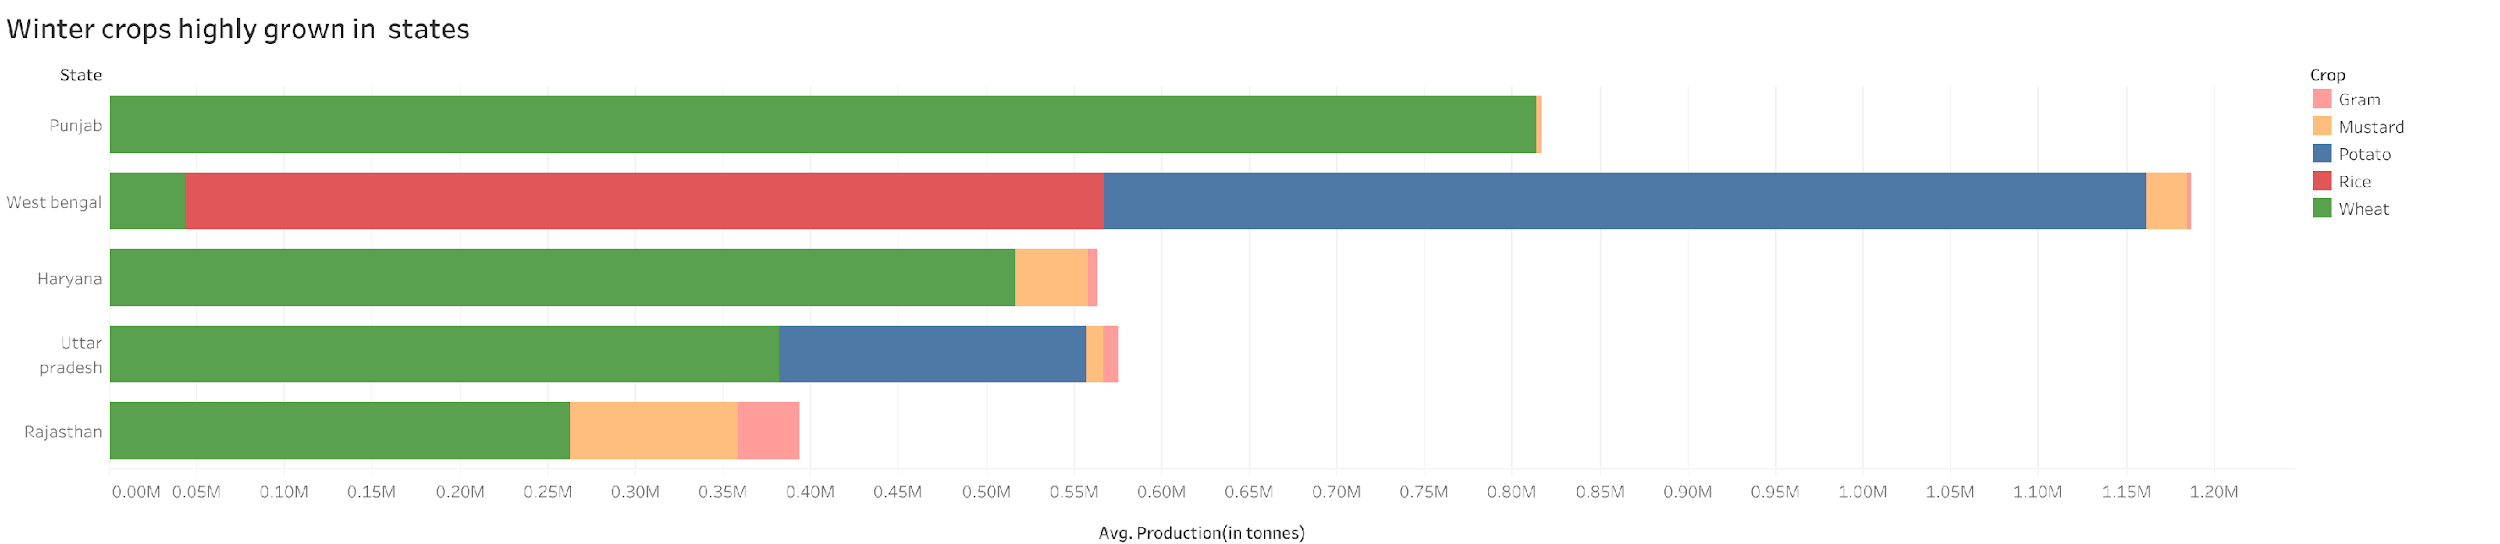 Winter crops highly grown in  states
State
Punjab
West bengal
Haryana
Uttar
pradesh
Rajasthan
0.00M 0.05M 0.10M 0.15M 0.20M 0.25M 0.30M 0.35M 0.40M 0.45M 0.50M 0.55M 0.60M 0.65M 0.70M 0.75M 0.80M 0.85M 0.90M 0.95M 1.00M 1.05M 1.10M 1.15M 1.20M
Avg. Production(in tonnes)
Crop
Gram
Mustard
Potato
Rice
Wheat